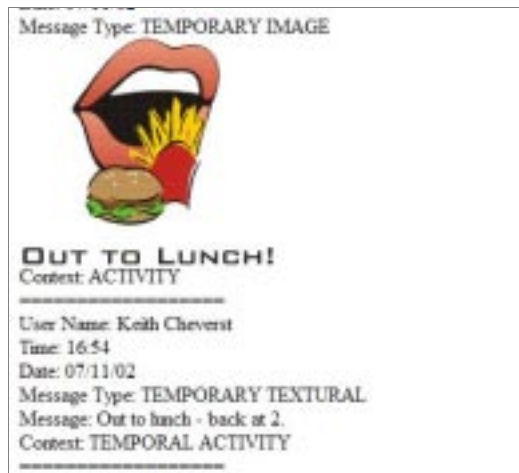 Message Type: TEMPORARY IMAGE
OUT TO LUNCH!
Context: ACTIVITY
==================
User Name: Keith Cheverst
Time: 16:54
Date: 07/11/02
Message Type: TEMPORARY TEXTURAL
Message: Out to lunch - back at 2.
Context: TEMPORAL ACTIVITY
==================